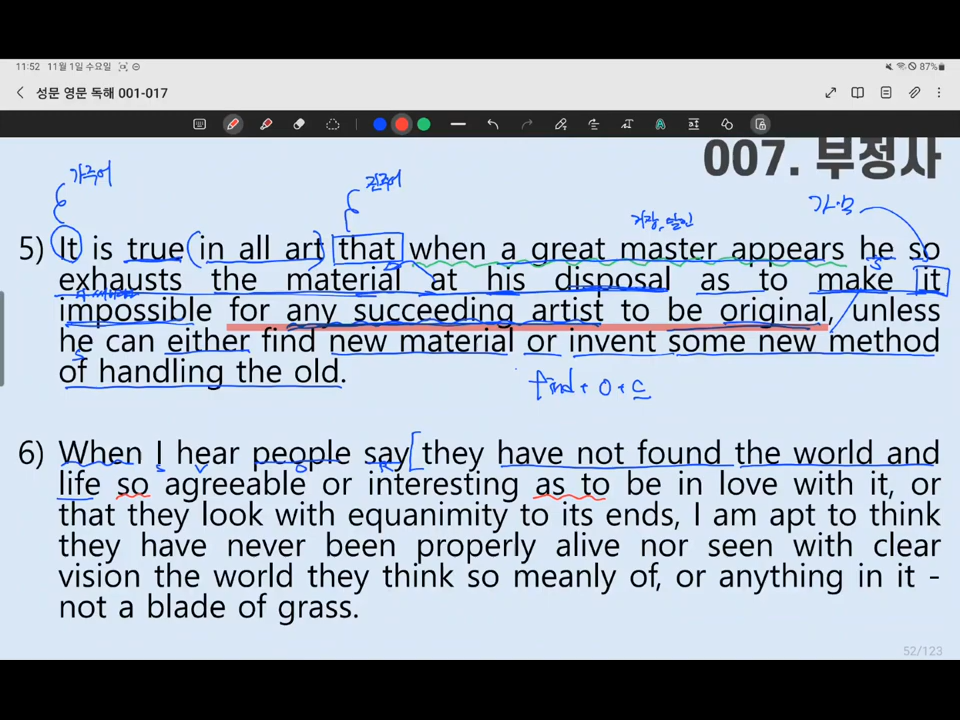 11:52 11월 1일 수요일
87%
성문 영문 독해 001-017
007. 부정사
가주어
진주어
거장, 달인
가·목
5) It is true in all art that when a great master appears he so
exhausts the material at his disposal as to make it
impossible for any succeeding artist to be original, unless
he can either find new material or invent some new method
of handling the old.
find + O + C
6) When I hear people say [they have not found the world and
S V O
life so agreeable or interesting as to be in love with it, or
that they look with equanimity to its ends, I am apt to think
they have never been properly alive nor seen with clear
vision the world they think so meanly of, or anything in it -
not a blade of grass.
52/123